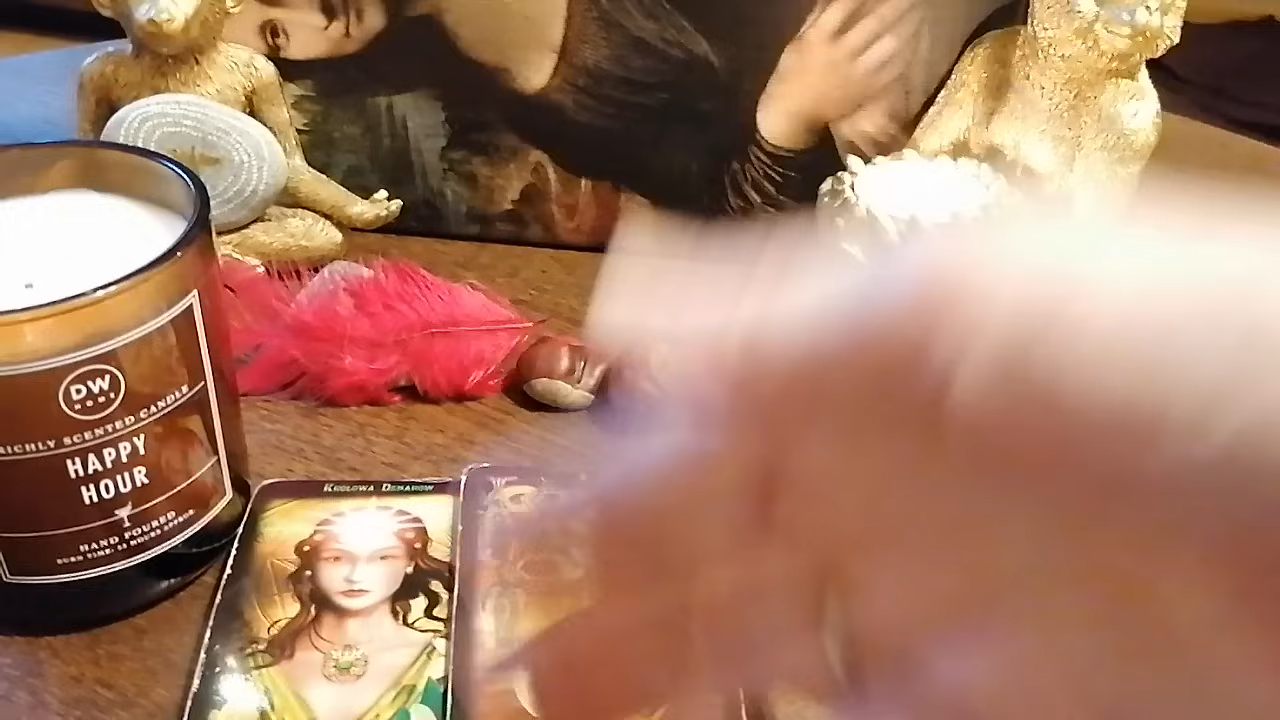 DW
HOME
RICHLY SCENTED CANDLE
HAPPY
HOUR
HAND POURED
KRÓLOWA DENARÓW